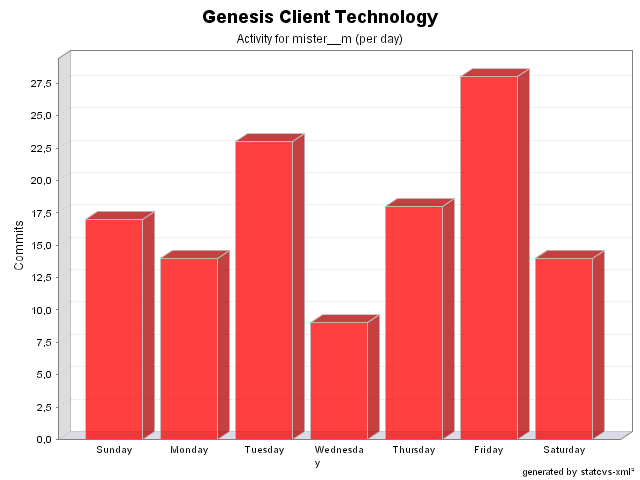 Genesis Client Technology
Activity for mister__m (per day)
Commits
27,5
25,0
22,5
20,0
17,5
15,0
12,5
10,0
7,5
5,0
2,5
0,0
Sunday Monday Tuesday Wednesda Thursday Friday Saturday
y
generated by statcvs-xml²